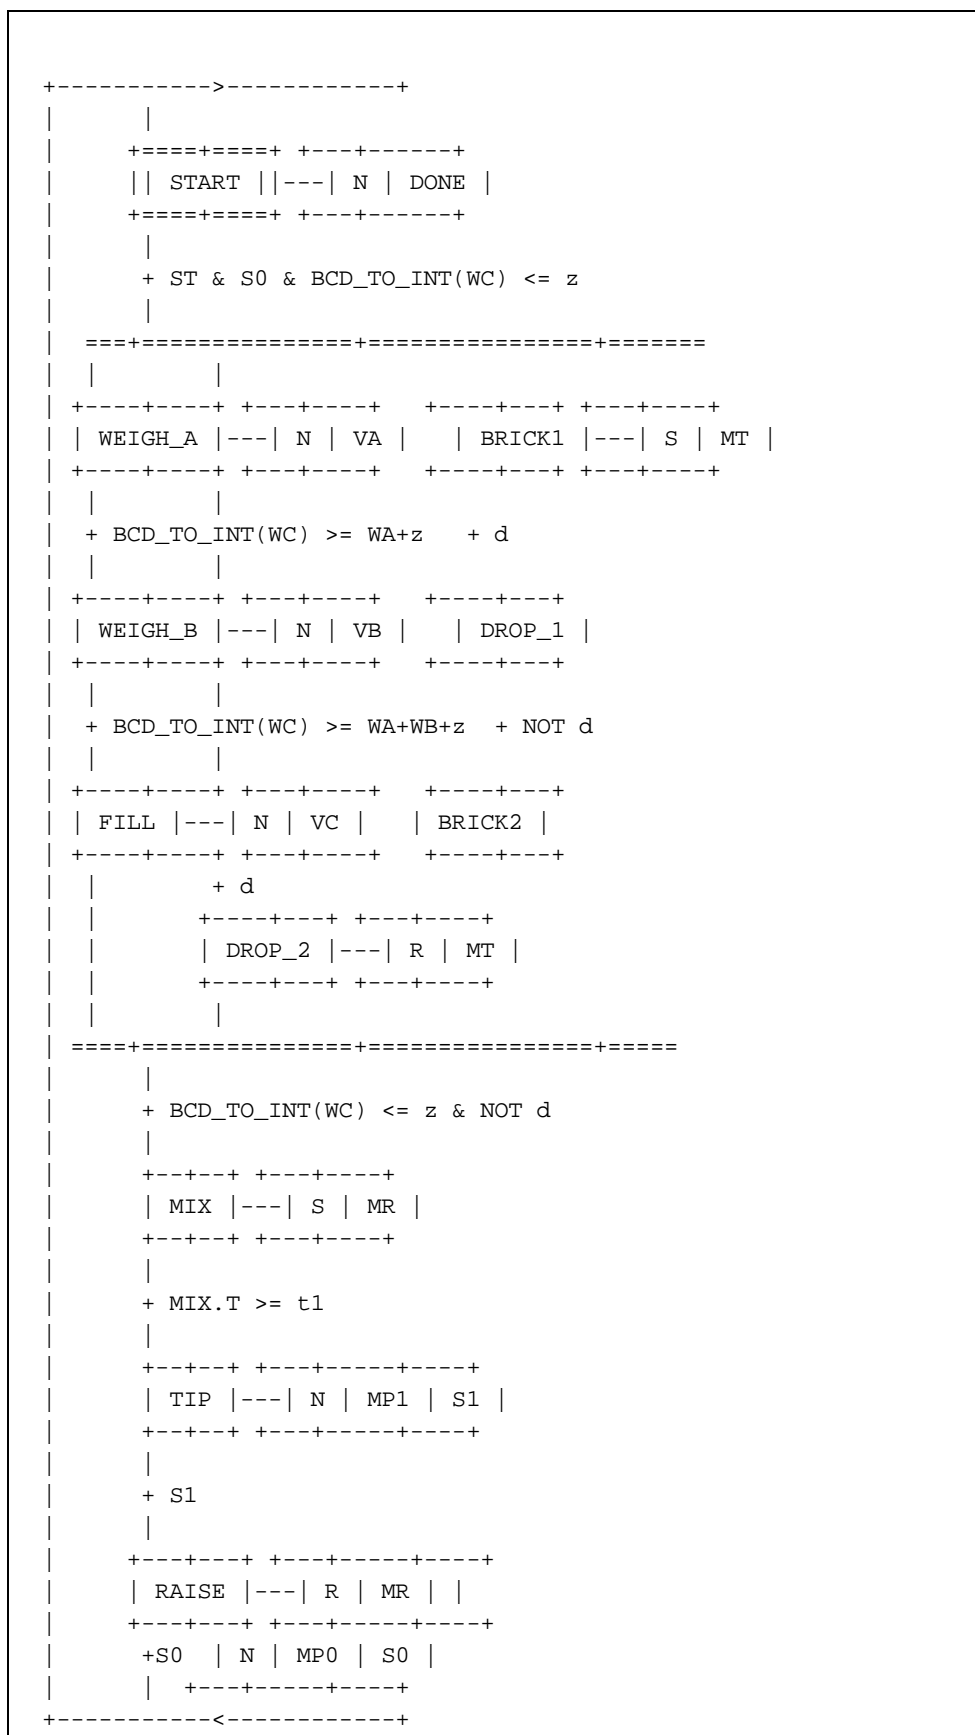 +----------->------------+
|      |
|     +====+====+ +---+------+
|     || START ||---| N | DONE |
|     +====+====+ +---+------+
|      |
|      + ST & S0 & BCD_TO_INT(WC) <= z
|      |
|  ===+===============+================+=======
|  |        |
| +----+----+ +---+----+   +----+---+ +---+----+
| | WEIGH_A |---| N | VA |   | BRICK1 |---| S | MT |
| +----+----+ +---+----+   +----+---+ +---+----+
|  |        |
|  + BCD_TO_INT(WC) >= WA+z   + d
|  |        |
| +----+----+ +---+----+   +----+---+
| | WEIGH_B |---| N | VB |   | DROP_1 |
| +----+----+ +---+----+   +----+---+
|  |        |
|  + BCD_TO_INT(WC) >= WA+WB+z  + NOT d
|  |        |
| +----+----+ +---+----+   +----+---+
| | FILL |---| N | VC |   | BRICK2 |
| +----+----+ +---+----+   +----+---+
|  |        + d
|  |       +----+---+ +---+----+
|  |       | DROP_2 |---| R | MT |
|  |       +----+---+ +---+----+
|  |        |
| ====+===============+================+=====
|      |
|      + BCD_TO_INT(WC) <= z & NOT d
|      |
|      +--+--+ +---+----+
|      | MIX |---| S | MR |
|      +--+--+ +---+----+
|      |
|      + MIX.T >= t1
|      |
|      +--+--+ +---+-----+----+
|      | TIP |---| N | MP1 | S1 |
|      +--+--+ +---+-----+----+
|      |
|      + S1
|      |
|     +---+---+ +---+-----+----+
|     | RAISE |---| R | MR | |
|     +---+---+ +---+-----+----+
|      +S0  | N | MP0 | S0 |
|      |  +---+-----+----+
+-----------<------------+